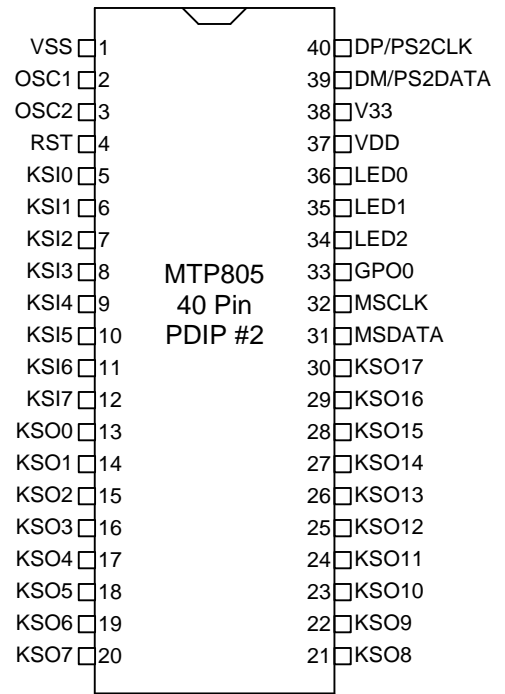 VSS 1 40 DP/PS2CLK
OSC1 2 39 DM/PS2DATA
OSC2 3 38 V33
RST 4 37 VDD
KSI0 5 36 LED0
KSI1 6 35 LED1
KSI2 7 34 LED2
KSI3 8 MTP805 33 GPO0
KSI4 9 40 Pin 32 MSCLK
KSI5 10 PDIP #2 31 MSDATA
KSI6 11 30 KSO17
KSI7 12 29 KSO16
KSO0 13 28 KSO15
KSO1 14 27 KSO14
KSO2 15 26 KSO13
KSO3 16 25 KSO12
KSO4 17 24 KSO11
KSO5 18 23 KSO10
KSO6 19 22 KSO9
KSO7 20 21 KSO8